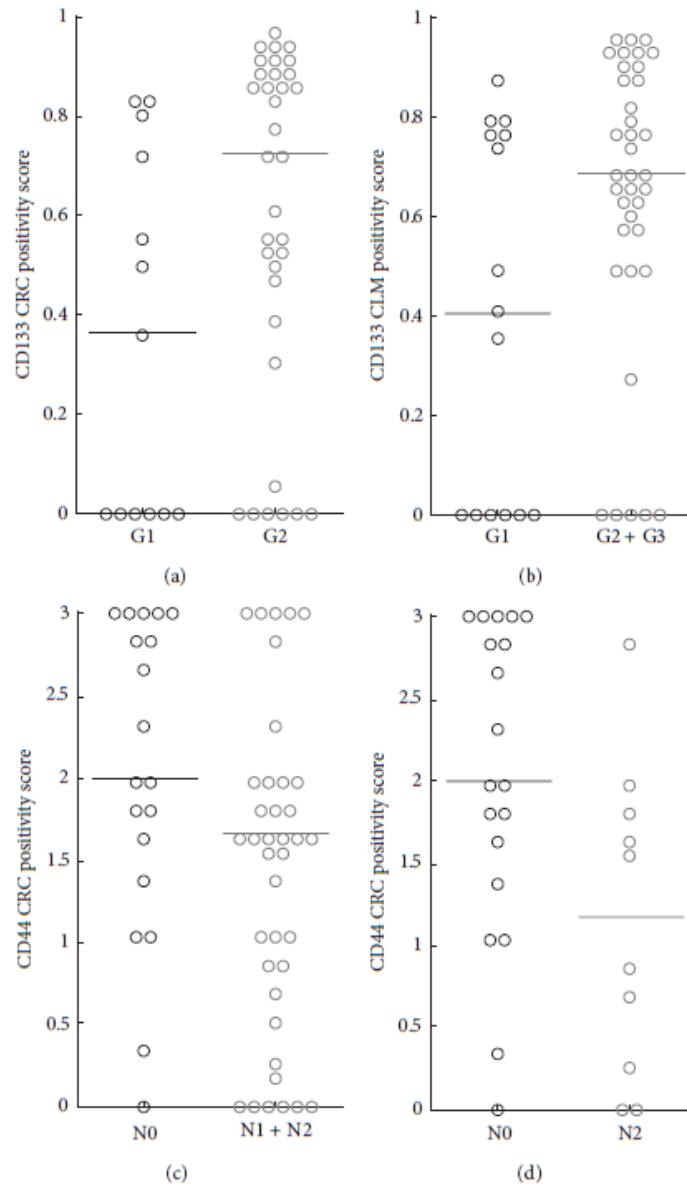 1
0.8
0.6
0.4
0.2
0
CD133 CRC positivity score
G1 G2
(a)
1
0.8
0.6
0.4
0.2
0
CD133 CLM positivity score
G1 G2 + G3
(b)
3
2.5
2
1.5
1
0.5
0
CD44 CRC positivity score
N0 N1 + N2
(c)
3
2.5
2
1.5
1
0.5
0
CD44 CRC positivity score
N0 N2
(d)